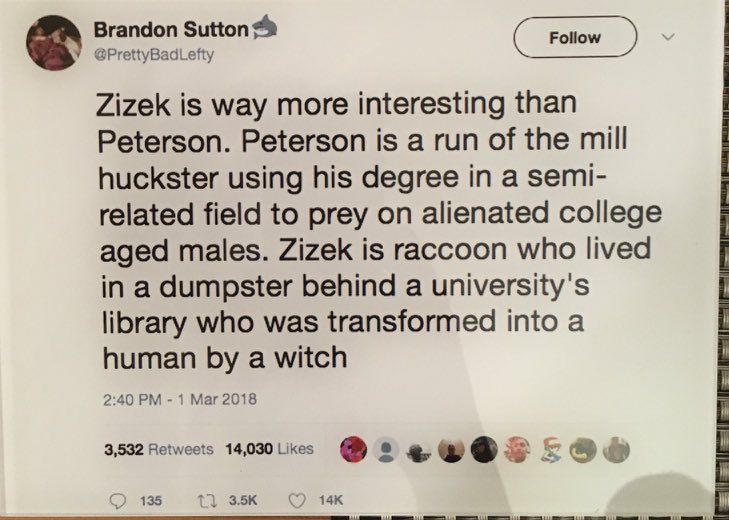 Brandon Sutton🦈
@PrettyBadLefty
Follow
Zizek is way more interesting than
Peterson. Peterson is a run of the mill
huckster using his degree in a semi-
related field to prey on alienated college
aged males. Zizek is raccoon who lived
in a dumpster behind a university's
library who was transformed into a
human by a witch
2:40 PM - 1 Mar 2018
3,532 Retweets 14,030 Likes
135 3.5K 14K